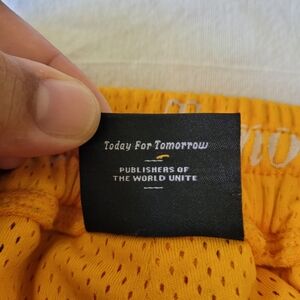 Today For Tomorrow
PUBLISHERS OF
THE WORLD UNITE